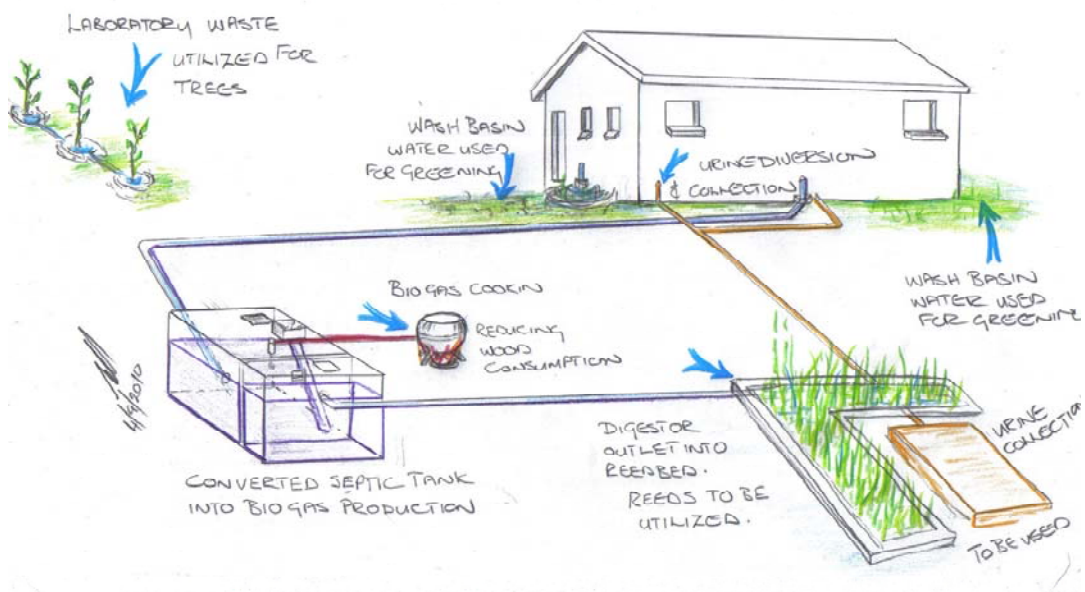 LABORATORY WASTE
UTILIZED FOR
TREES
WASH BASIN
WATER USED
FOR GREENING
URINE DIVERSION
& COLLECTION
WASH BASIN
WATER USED
FOR GREENING
BIOGAS COOKIN
REDUCING
WOOD
CONSUMPTION
CONVERTED SEPTIC TANK
INTO BIOGAS PRODUCTION
DIGESTOR
OUTLET INTO
REEDBED.
REEDS TO BE
UTILIZED.
URINE
COLLECTION
TO BE USED